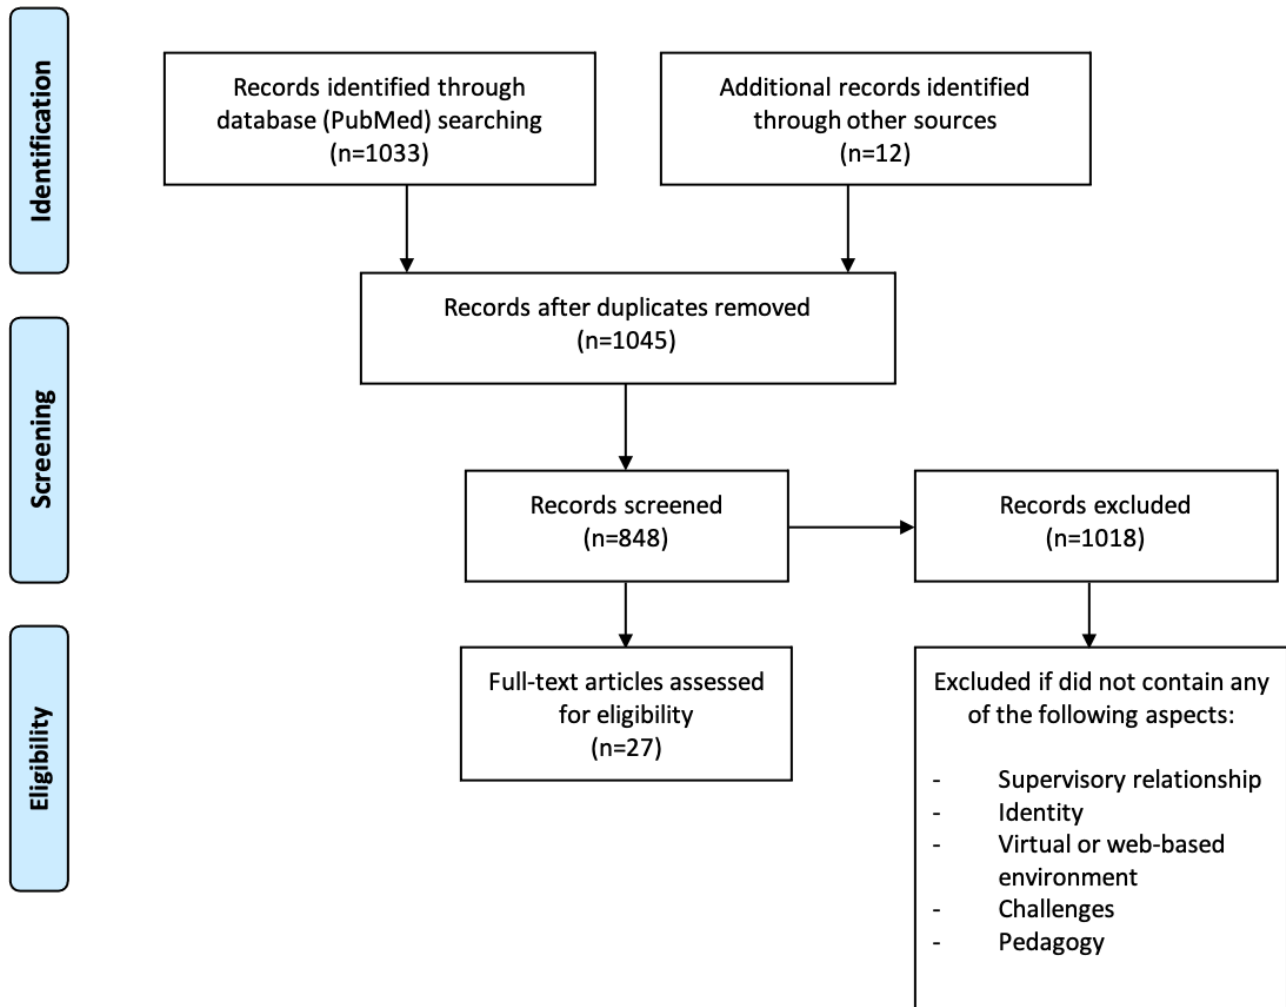 Identification
Records identified through
database (PubMed) searching
(n=1033)
Additional records identified
through other sources
(n=12)
Records after duplicates removed
(n=1045)
Screening
Records screened
(n=848)
Records excluded
(n=1018)
Eligibility
Full-text articles assessed
for eligibility
(n=27)
Excluded if did not contain any
of the following aspects:
- Supervisory relationship
- Identity
- Virtual or web-based
environment
- Challenges
- Pedagogy